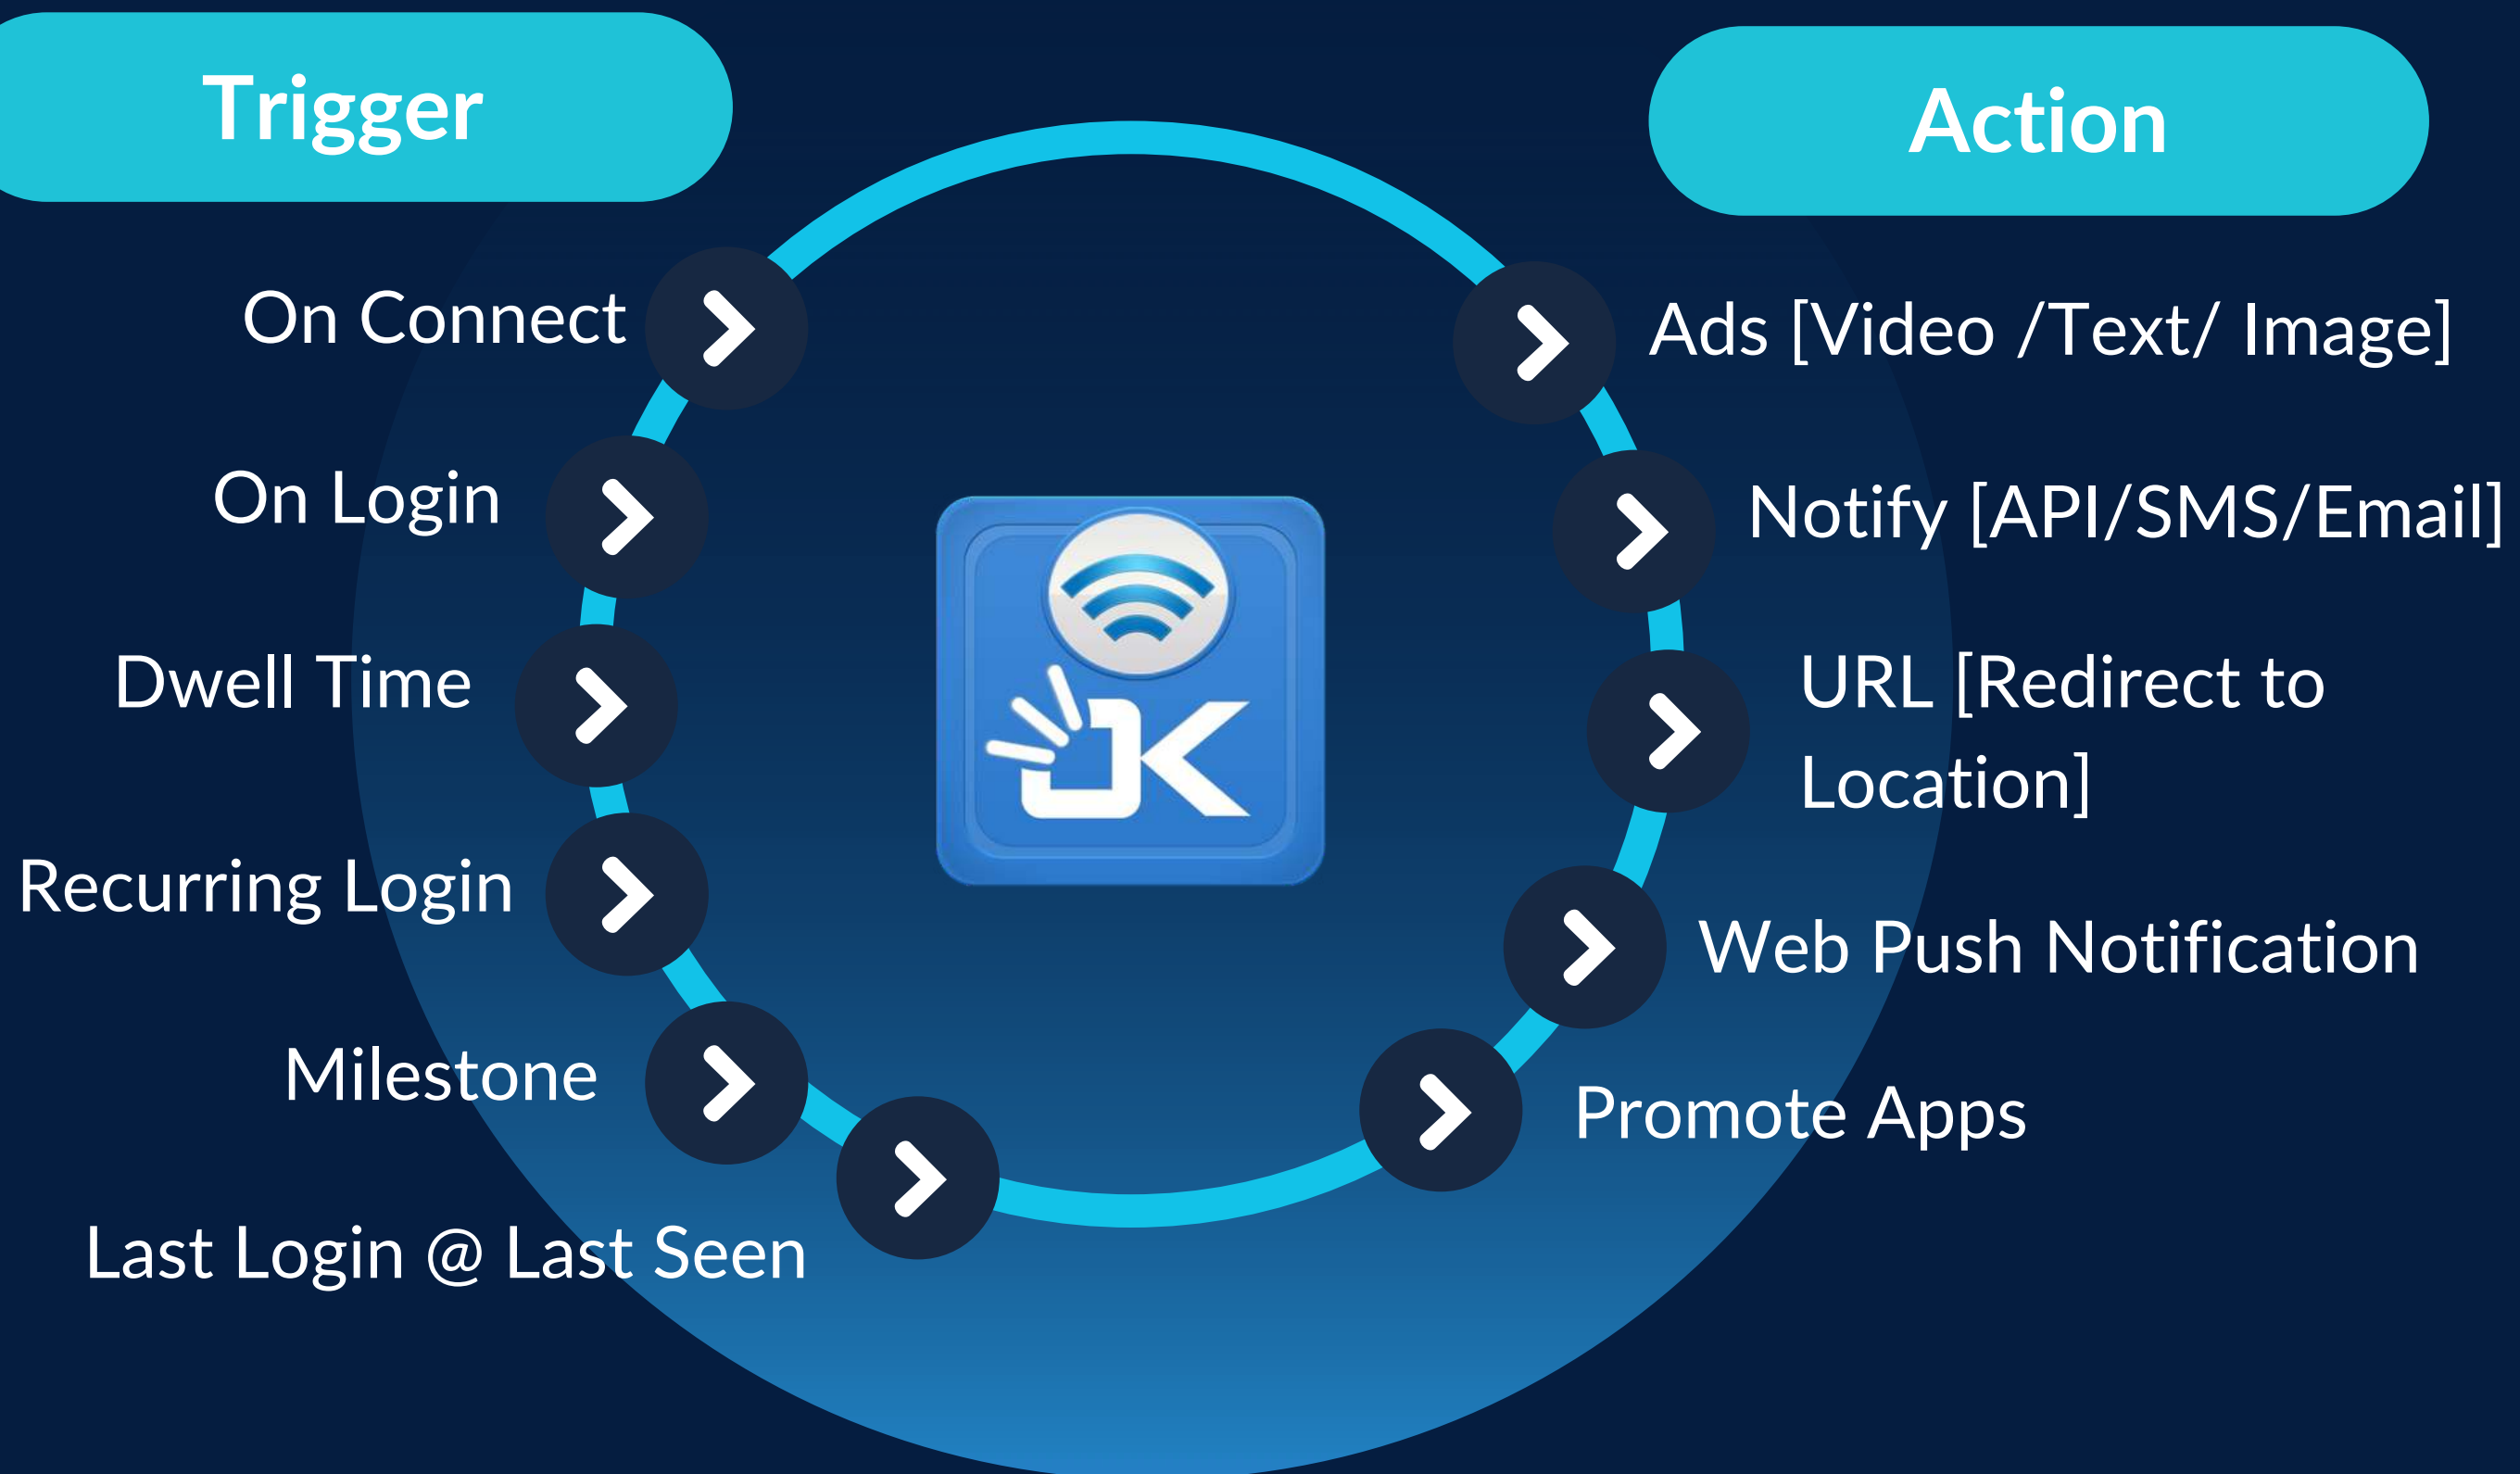 Trigger
On Connect
On Login
Dwell Time
Recurring Login
Milestone
Last Login @ Last Seen
K
Action
Ads [Video /Text/ Image]
Notify [API/SMS/Email]
URL [Redirect to
Location]
Web Push Notification
Promote Apps